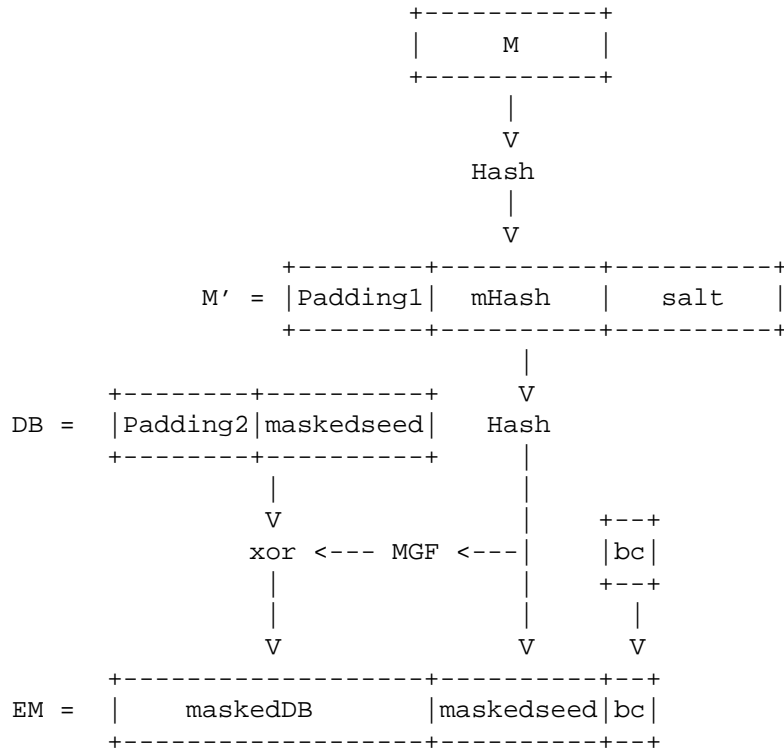 M
Hash
M' = Padding1 mHash salt
DB = Padding2 maskedseed Hash
xor <--- MGF <--- bc
EM = maskedDB maskedseed bc